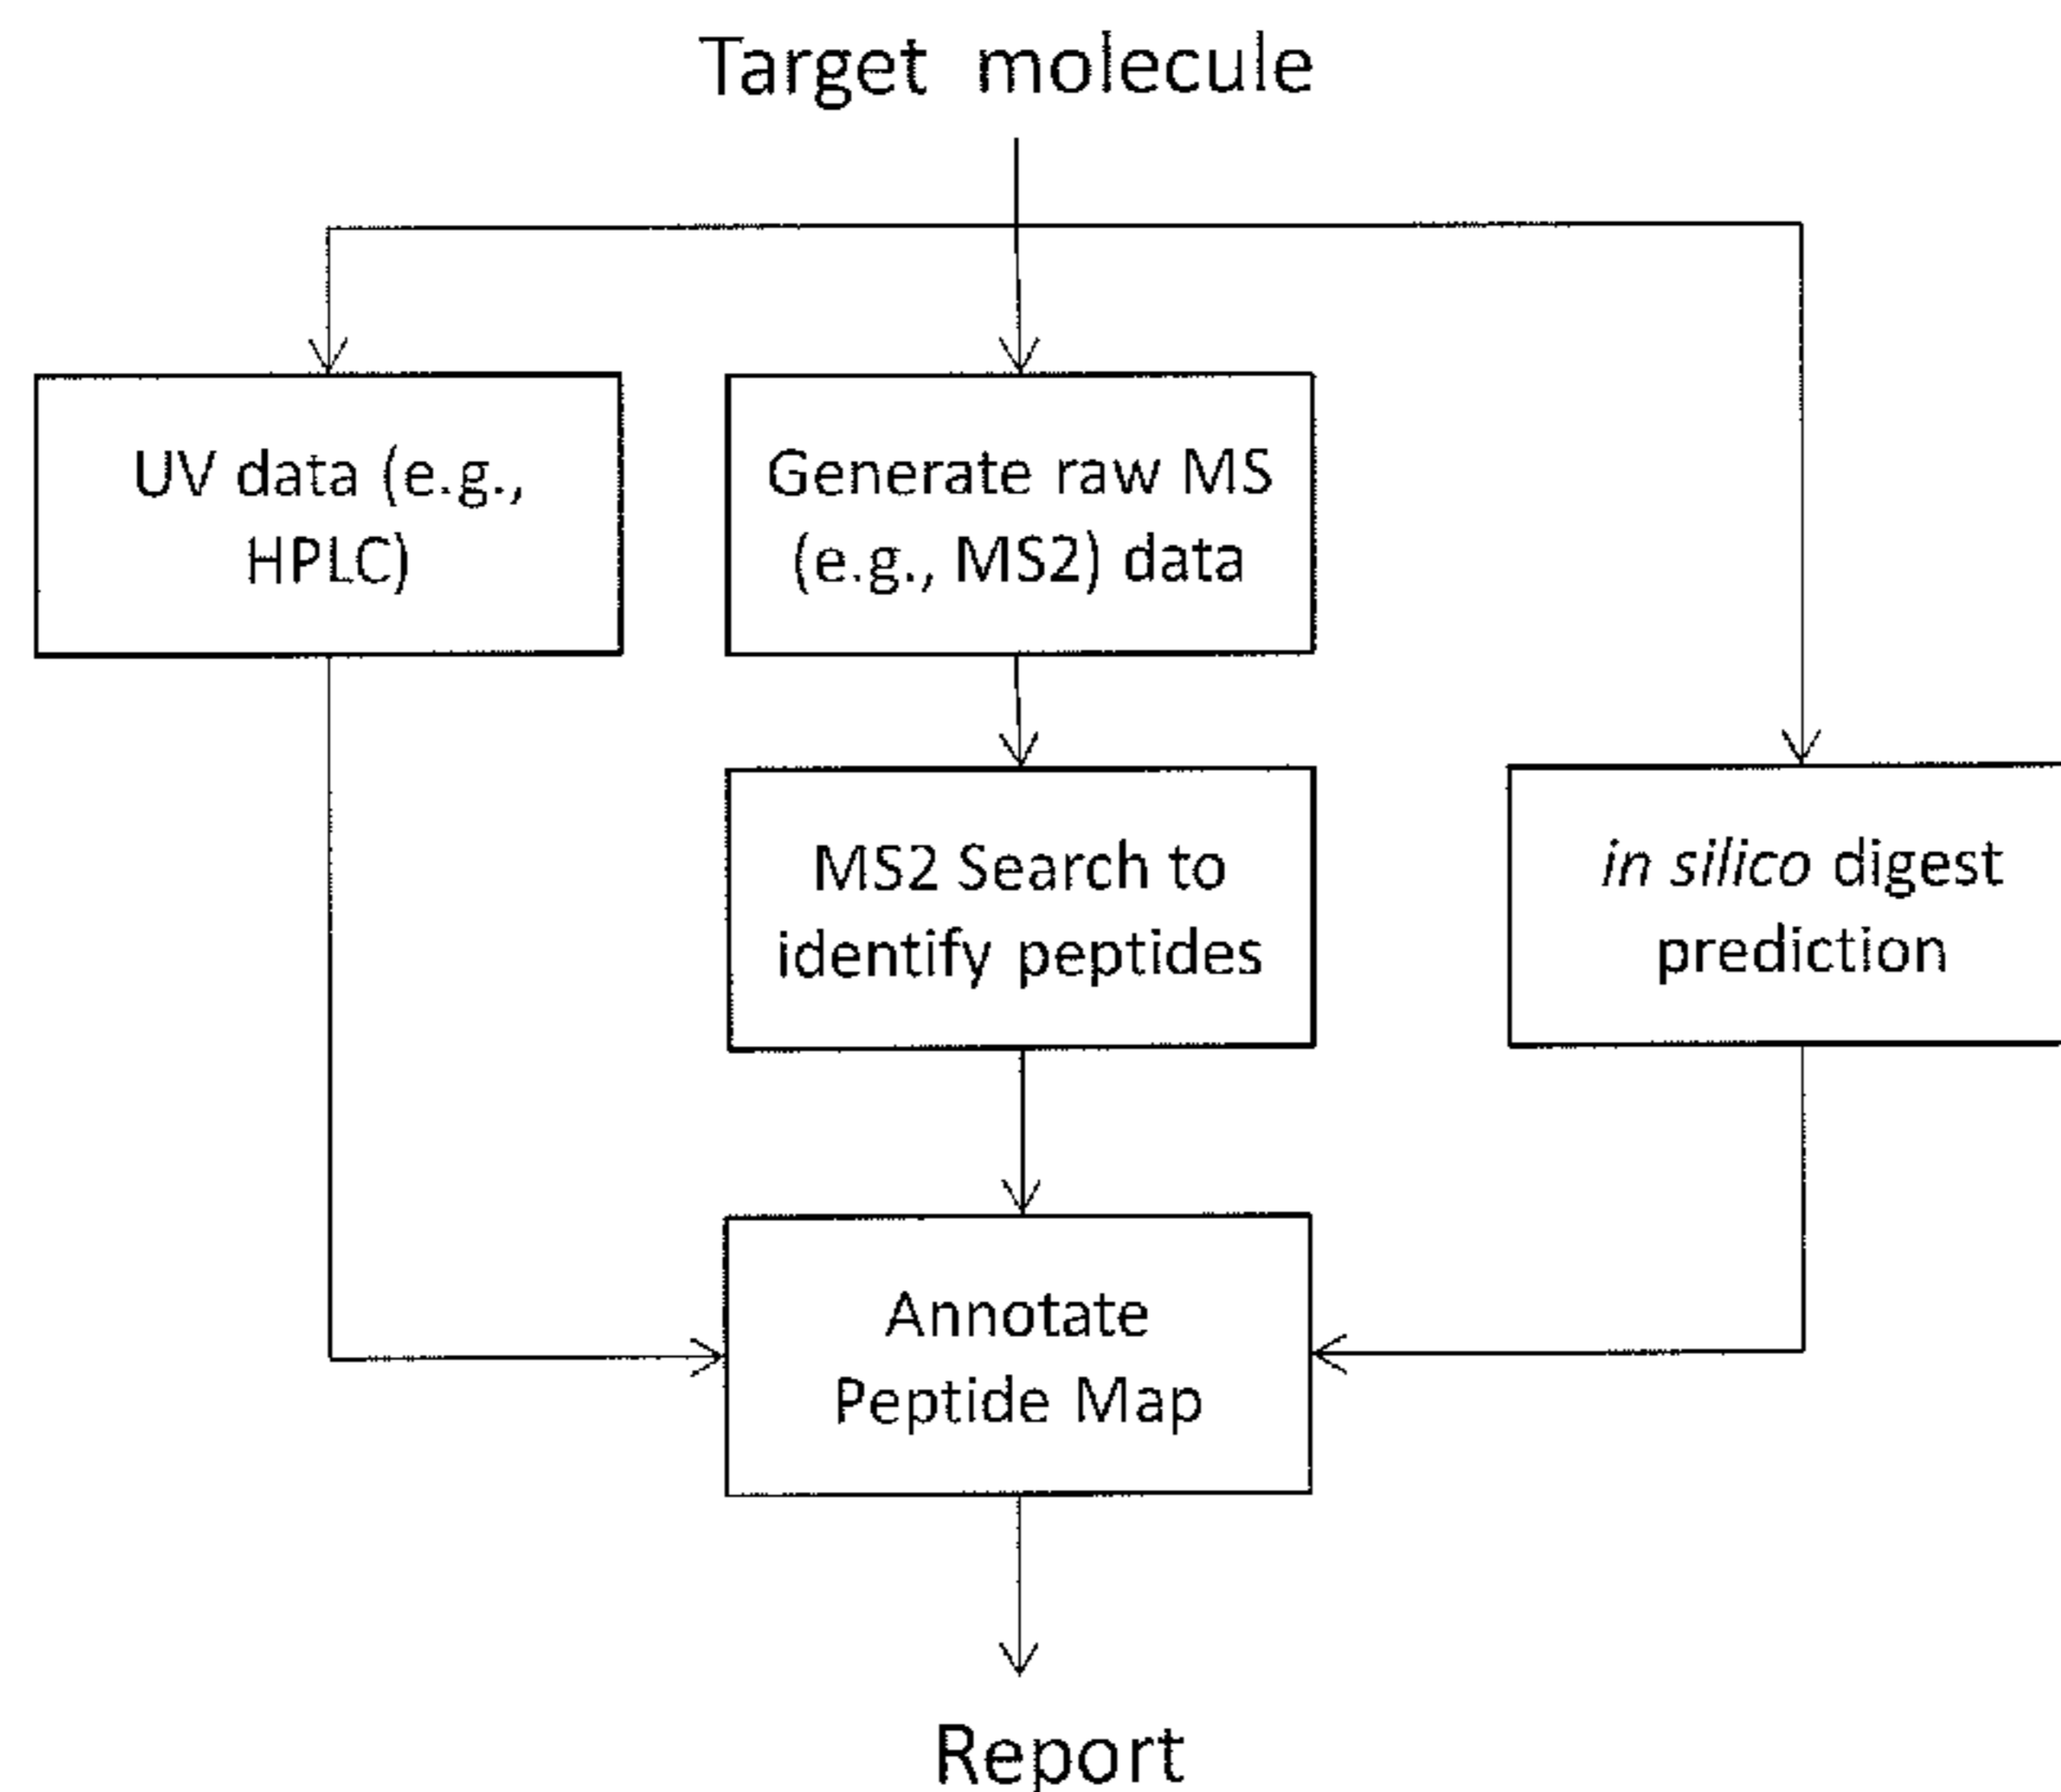 Target molecule
UV data (e.g.,
HPLC)
Generate raw MS
(e.g., MS2) data
MS2 Search to
identify peptides
in silico digest
prediction
Annotate
Peptide Map
Report